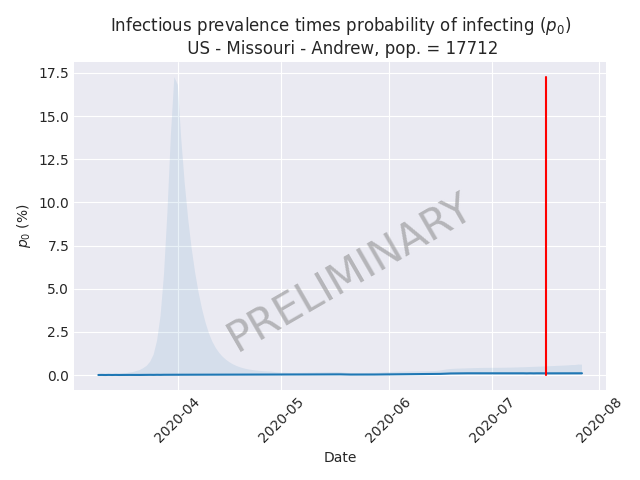 Infectious prevalence times probability of infecting (p₀)
US - Missouri - Andrew, pop. = 17712
17.5
15.0
12.5
10.0
7.5
5.0
2.5
0.0
p₀ (%)
PRELIMINARY
2020-04
2020-05
2020-06
2020-07
2020-08
Date